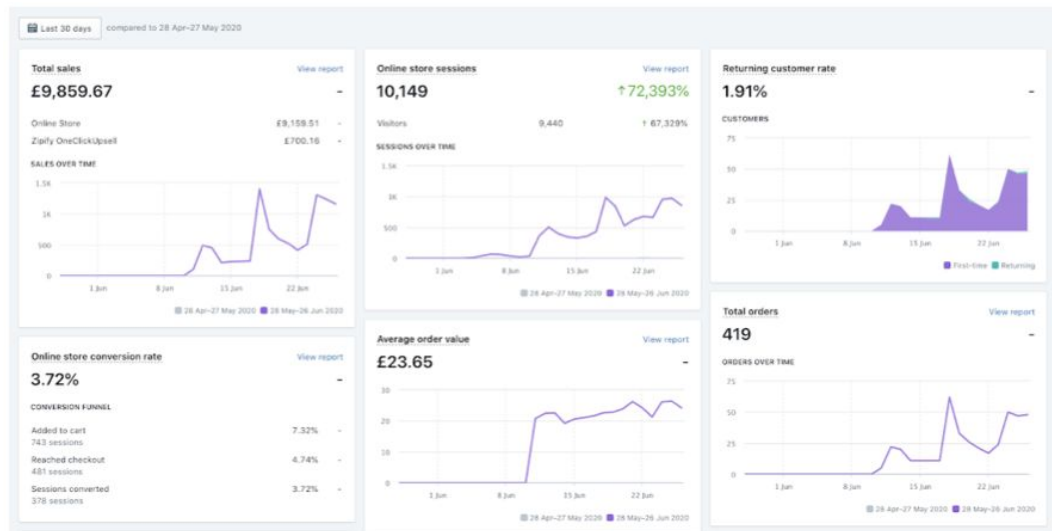 Last 30 days compared to 28 Apr–27 May 2020
Total sales View report
£9,859.67 -
Online Store £9,159.51 -
Zipify OneClickUpsell £700.16 -
SALES OVER TIME
1.5K
1K
500
0
1 Jun 8 Jun 15 Jun 22 Jun
28 Apr–27 May 2020 28 May–26 Jun 2020
Online store conversion rate View report
3.72% -
CONVERSION FUNNEL
Added to cart 7.32% -
743 sessions
Reached checkout 4.74% -
481 sessions
Sessions converted 3.72% -
378 sessions
Online store sessions View report
10,149 ↑72,393%
Visitors 9,440 ↑ 67,329%
SESSIONS OVER TIME
1.5K
1K
500
0
1 Jun 8 Jun 15 Jun 22 Jun
28 Apr–27 May 2020 28 May–26 Jun 2020
Average order value View report
£23.65 -
30
20
10
0
1 Jun 8 Jun 15 Jun 22 Jun
28 Apr–27 May 2020 28 May–26 Jun 2020
Returning customer rate
1.91% -
CUSTOMERS
75
50
25
0
1 Jun 8 Jun 15 Jun 22 Jun
First-time Returning
Total orders View report
419 -
ORDERS OVER TIME
75
50
25
0
1 Jun 8 Jun 15 Jun 22 Jun
28 Apr–27 May 2020 28 May–26 Jun 2020